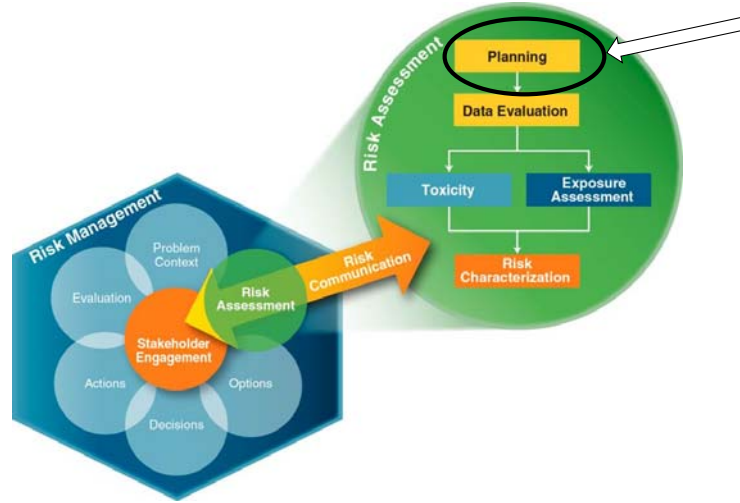 Risk Assessment
Planning
Data Evaluation
Toxicity
Exposure
Assessment
Risk
Characterization
Risk Management
Problem
Context
Risk
Communication
Evaluation
Risk
Assessment
Stakeholder
Engagement
Actions
Options
Decisions